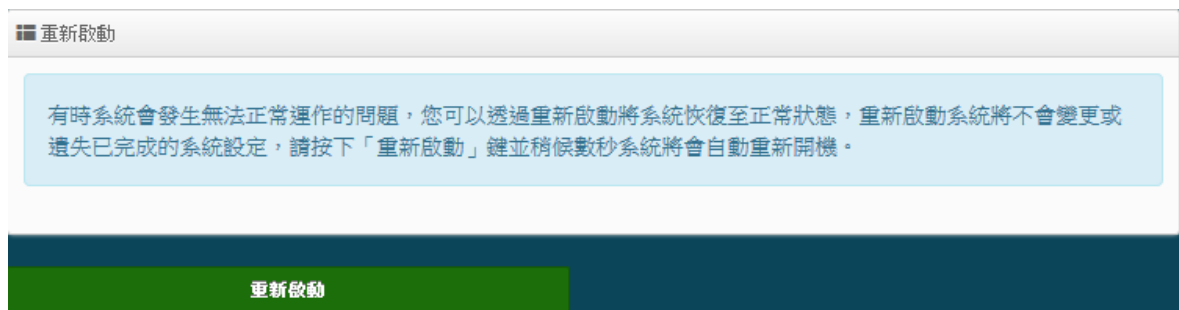 重新啟動
有時系統會發生無法正常運作的問題，您可以透過重新啟動將系統恢復至正常狀態，重新啟動系統將不會變更或
遺失已完成的系統設定，請按下「重新啟動」鍵並稍候數秒系統將會自動重新開機。
重新啟動